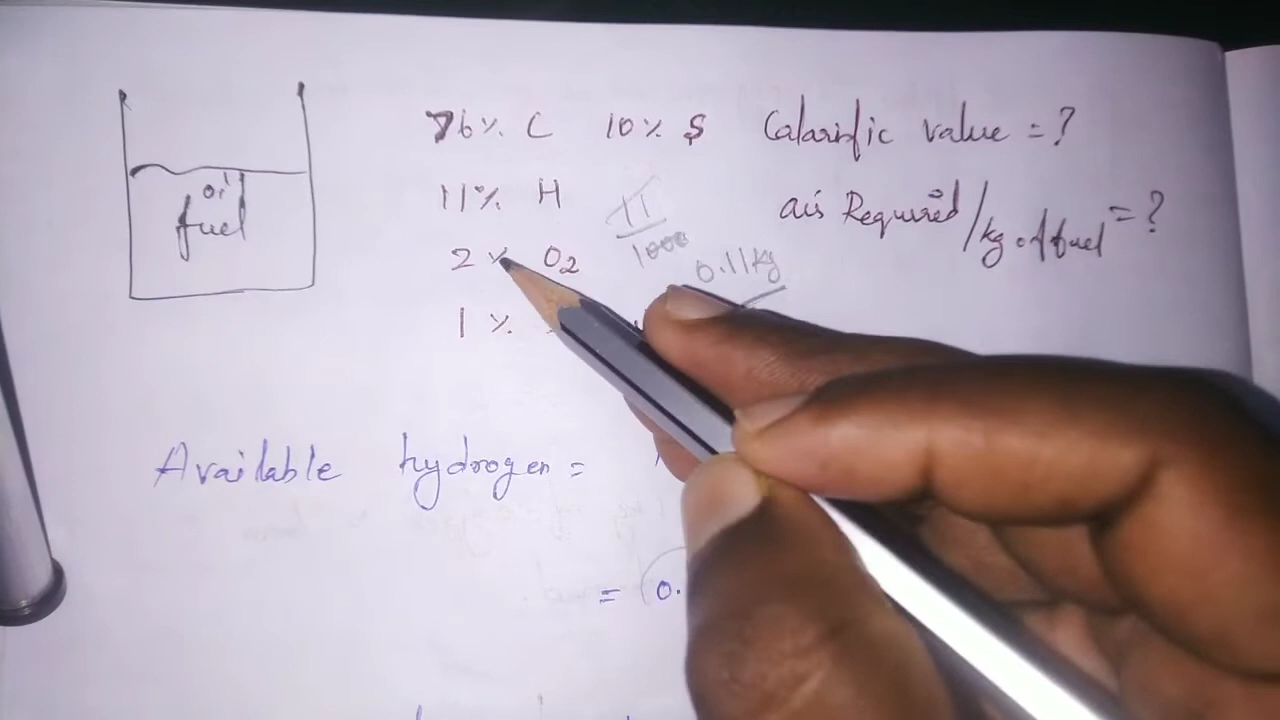 76% C 10% S Calarific value = ?
11% H
air Required/kg of fuel = ?
oil
fuel
11
1000
2% O2
0.11kg
1 %
Available hydrogen =
= (0.